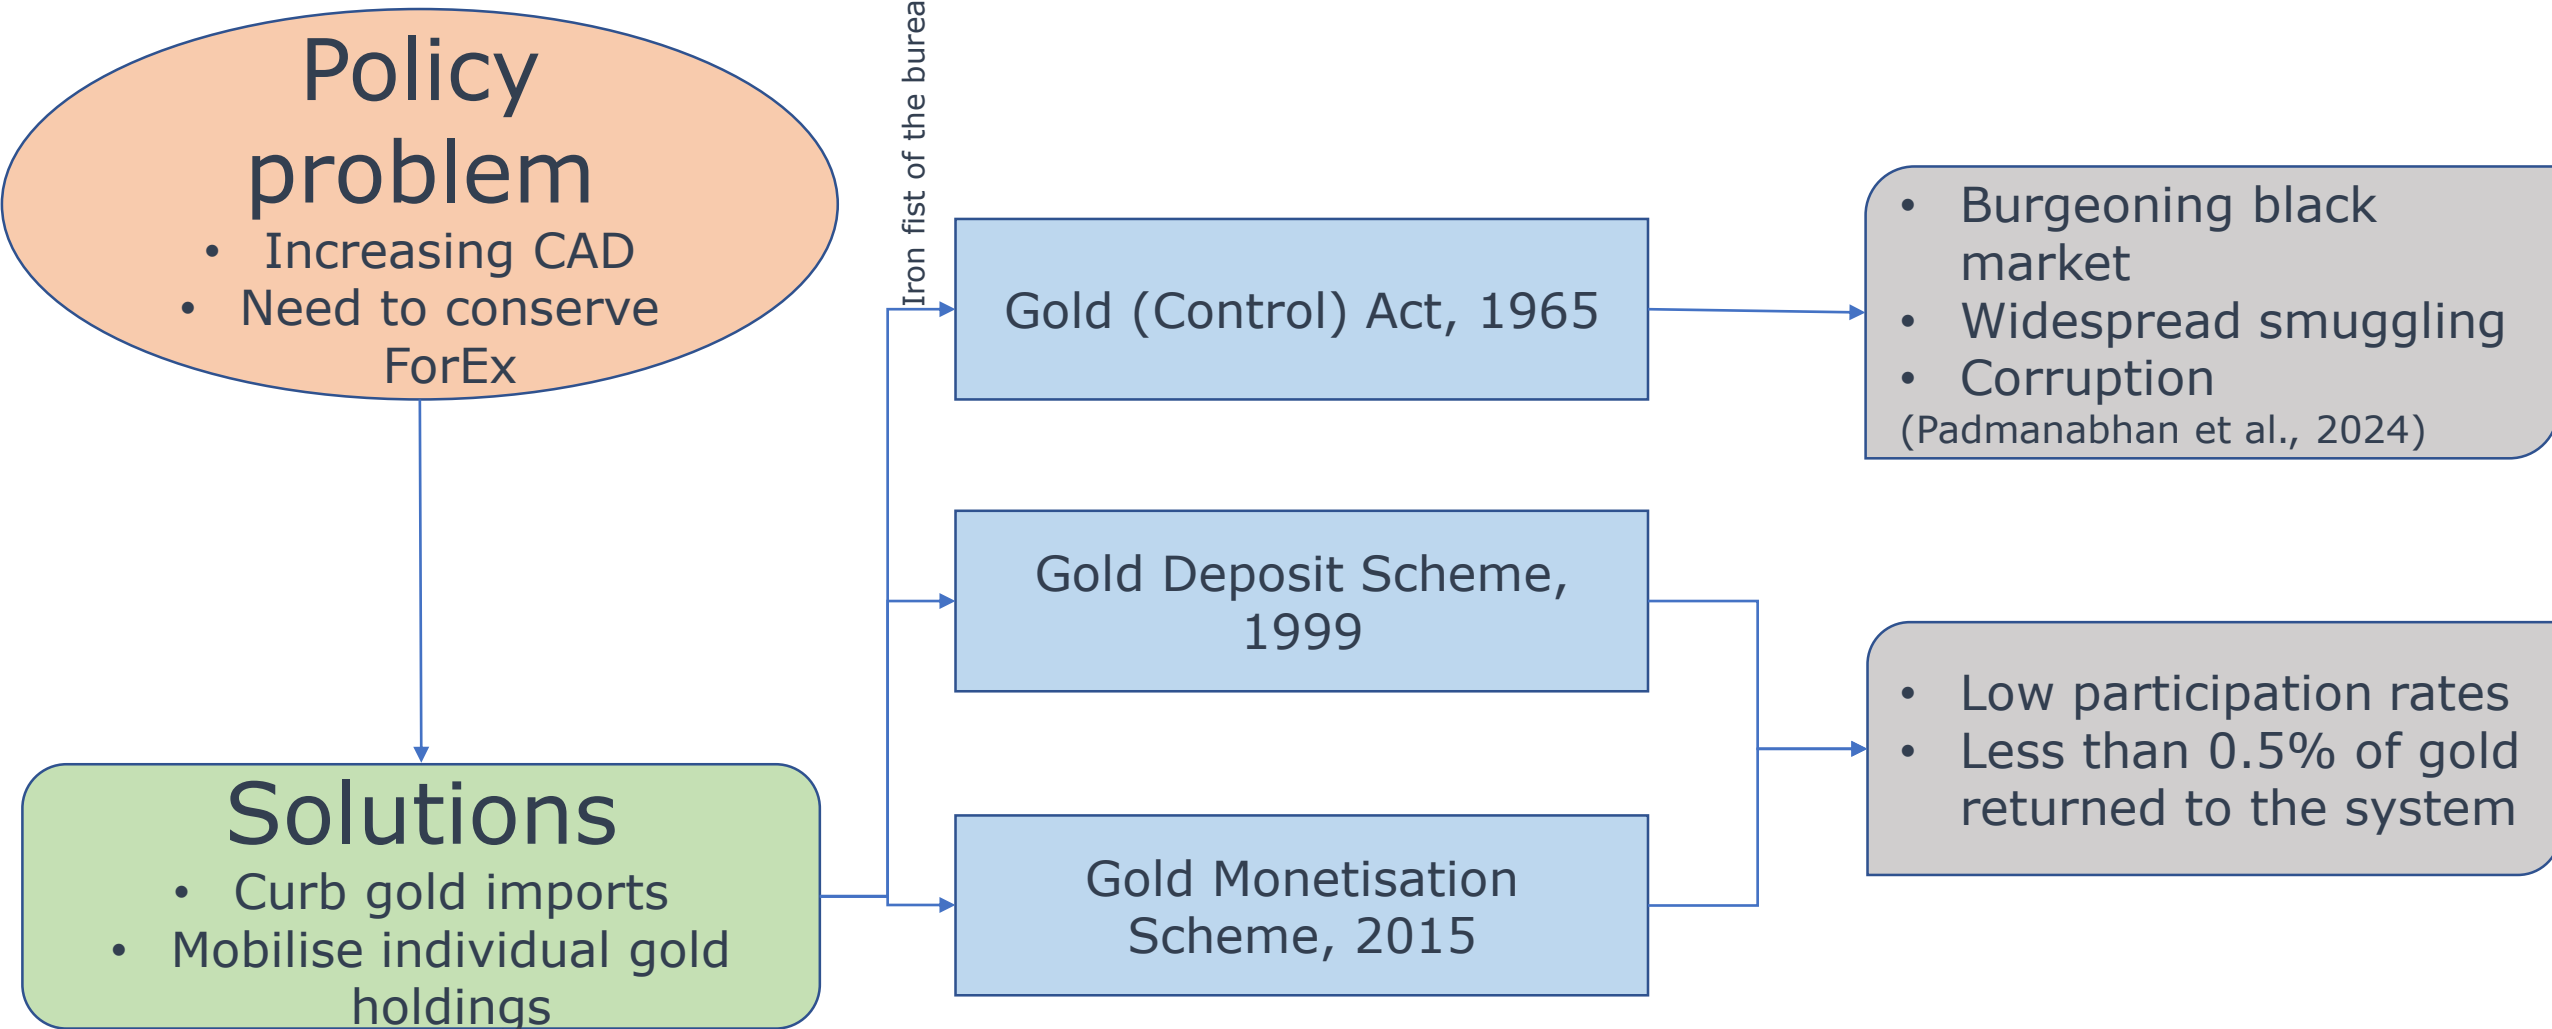 Policy
problem
• Increasing CAD
• Need to conserve
ForEx
Solutions
• Curb gold imports
• Mobilise individual gold
holdings
Iron fist of the
Gold (Control) Act, 1965
Gold Deposit Scheme,
1999
Gold Monetisation
Scheme, 2015
• Burgeoning black
market
• Widespread smuggling
• Corruption
(Padmanabhan et al., 2024)
• Low participation rates
• Less than 0.5% of gold
returned to the system